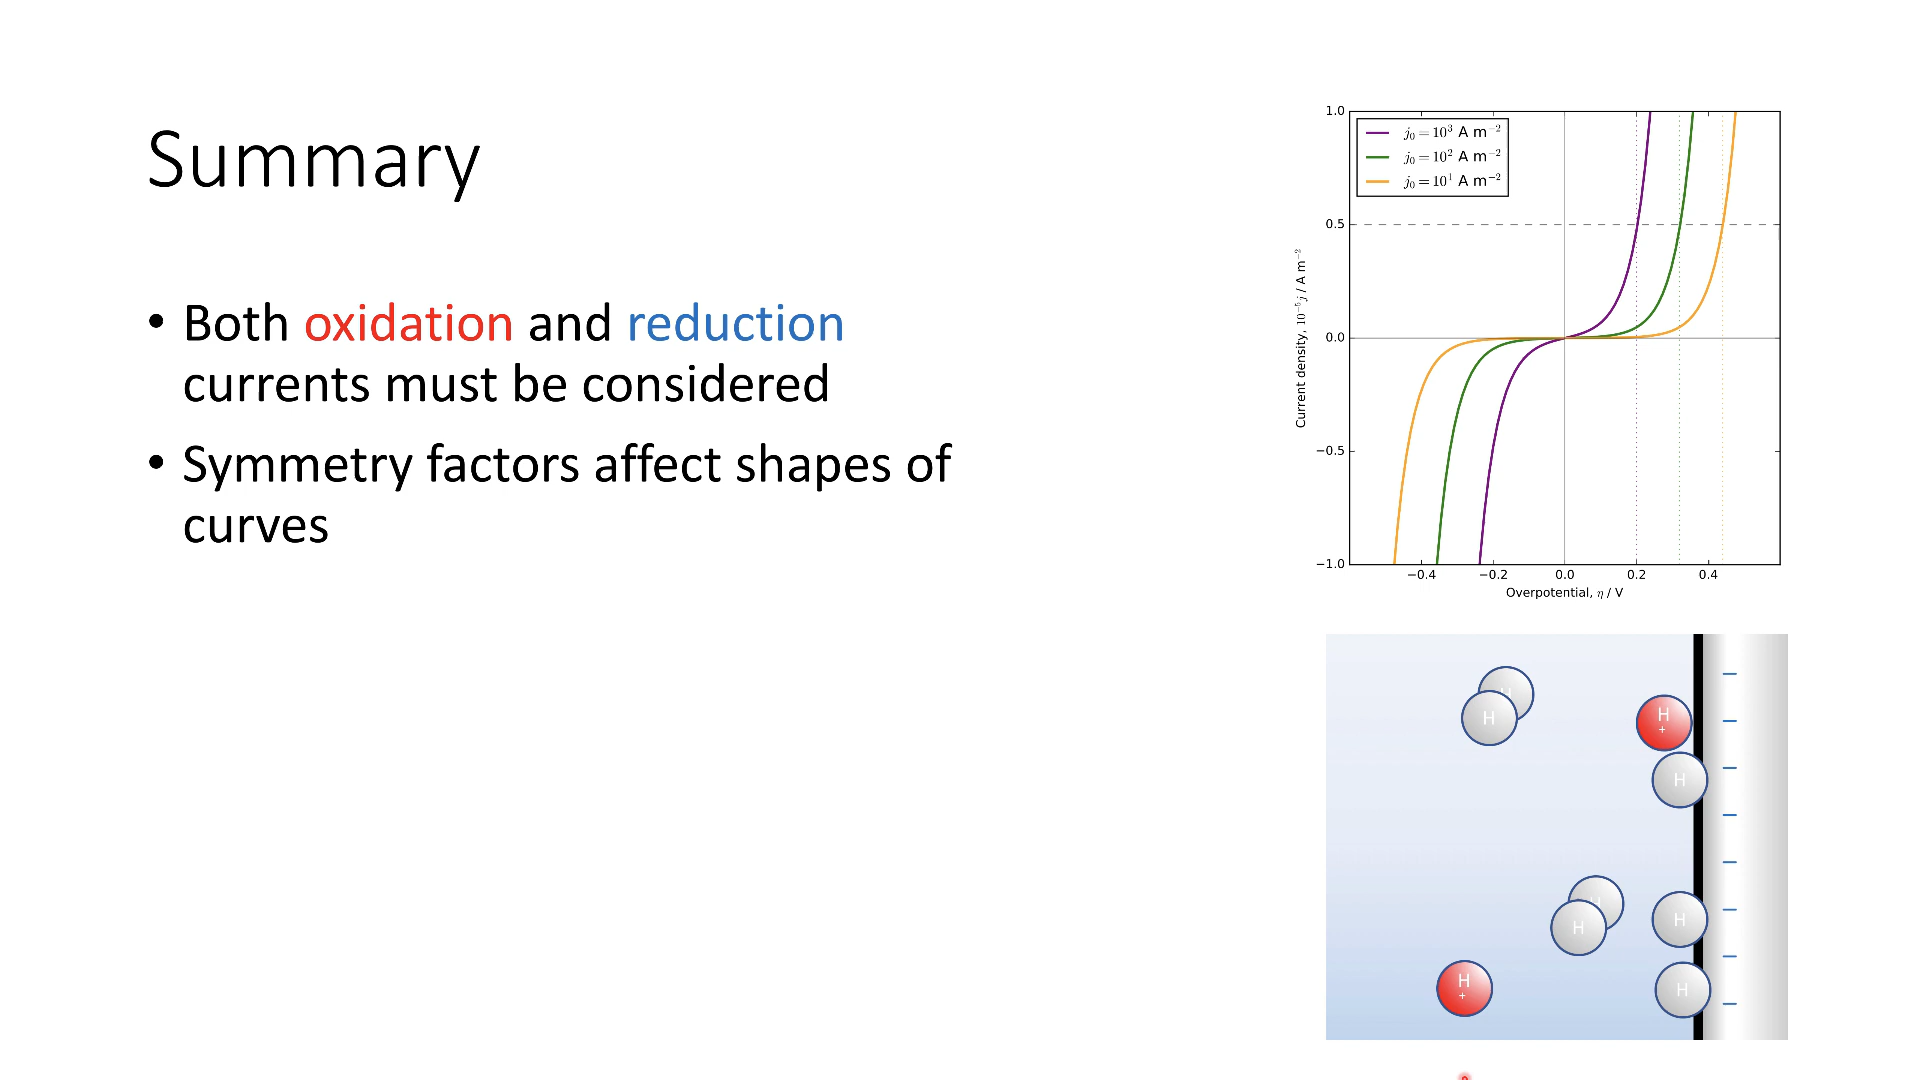 Summary
• Both oxidation and reduction
currents must be considered
• Symmetry factors affect shapes of
curves
j₀ = 10³ A m⁻²
j₀ = 10² A m⁻²
j₀ = 10¹ A m⁻²
1.0
0.5
0.0
−0.5
−1.0
Current density, 10⁻⁵ j / A m⁻²
−0.4 −0.2 0.0 0.2 0.4
Overpotential, η / V
H
H
H
+
H
H
H
H
H
+
H